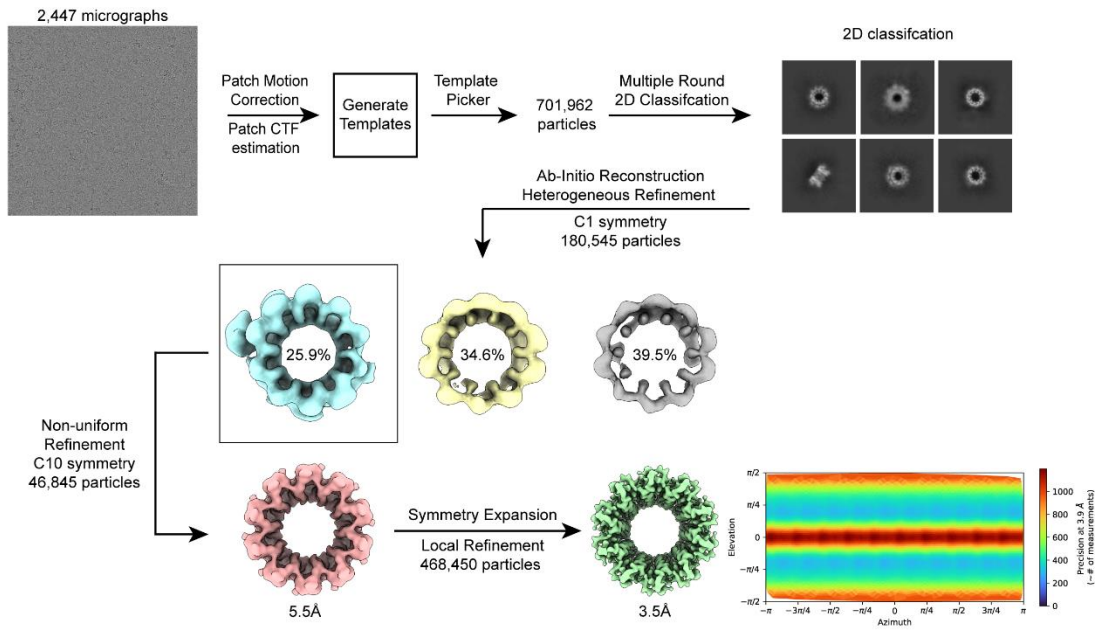 2,447 micrographs
Patch Motion
Correction
Patch CTF
estimation
Generate
Templates
Template
Picker
701,962
particles
Multiple Round
2D Classifcation
2D classifcation
Ab-Initio Reconstruction
Heterogeneous Refinement
C1 symmetry
180,545 particles
25.9%
34.6%
39.5%
Non-uniform
Refinement
C10 symmetry
46,845 particles
5.5Å
Symmetry Expansion
Local Refinement
468,450 particles
3.5Å
Elevation
π/2
π/4
0
−π/4
−π/2
−π
−3π/4
−π/2
−π/4
0
π/4
π/2
3π/4
π
Azimuth
1000
800
600
400
200
0
Precision at 3.9 Å
(~# of measurements)